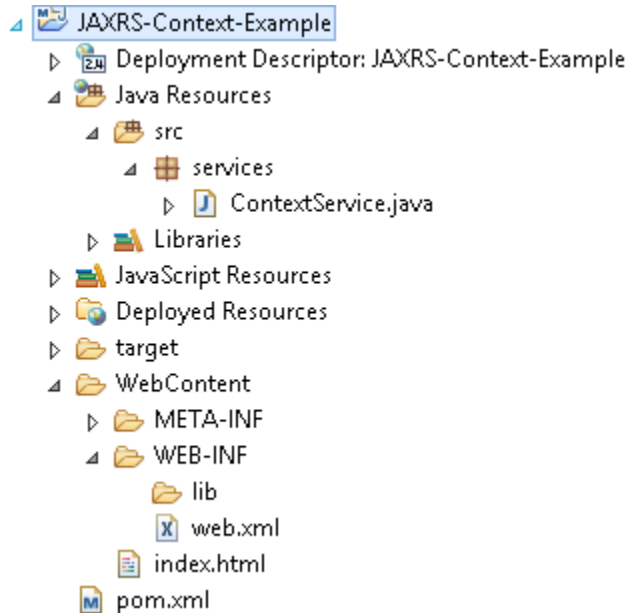 JAXRS-Context-Example
Deployment Descriptor: JAXRS-Context-Example
Java Resources
src
services
ContextService.java
Libraries
JavaScript Resources
Deployed Resources
target
WebContent
META-INF
WEB-INF
lib
web.xml
index.html
pom.xml